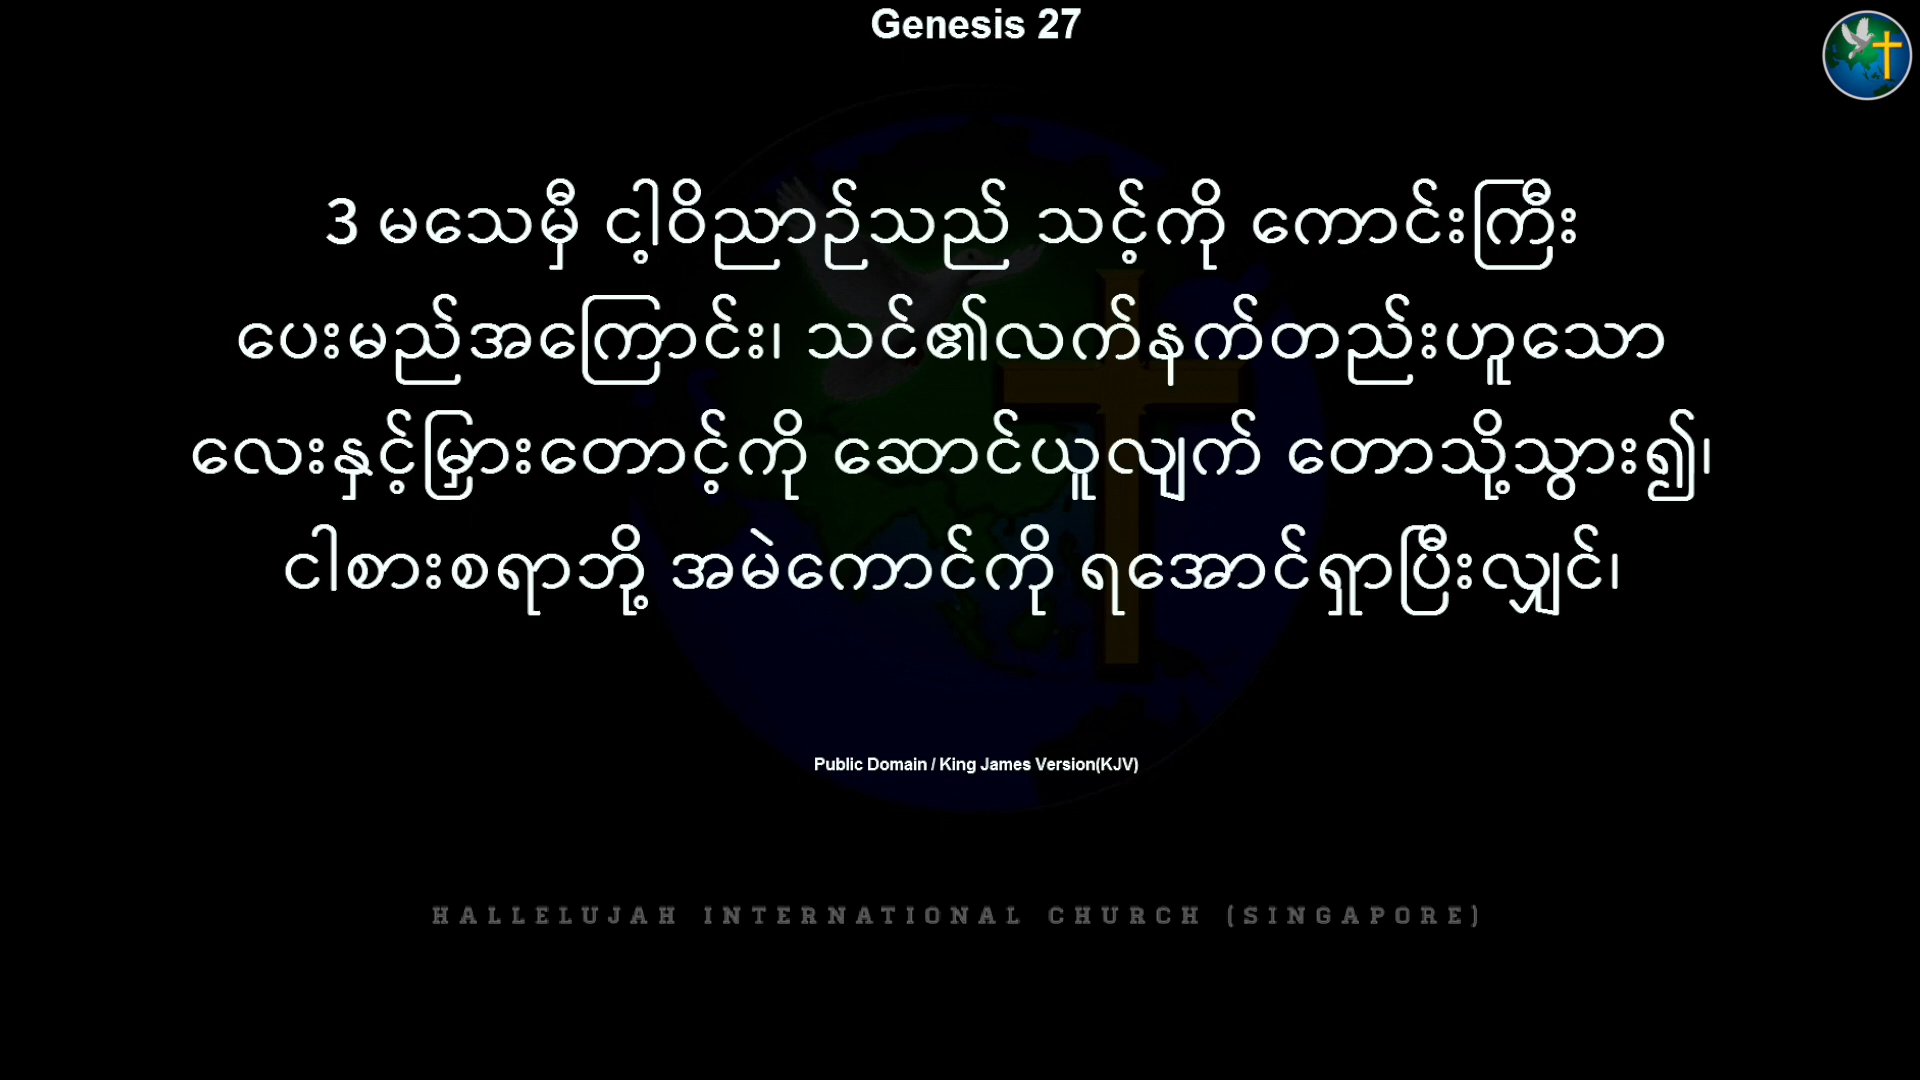 Genesis 27
3 မသေမှီ ငါ့ဝိညာဉ်သည် သင့်ကို ကောင်းကြီး
ပေးမည်အကြောင်း၊ သင်၏လက်နက်တည်းဟူသော
လေးနှင့်မြှားတောင့်ကို ဆောင်ယူလျက် တောသို့သွား၍၊
ငါစားစရာဘို့ အမဲကောင်ကို ရအောင်ရှာပြီးလျှင်၊
Public Domain / King James Version(KJV)
HALLELUJAH INTERNATIONAL CHURCH (SINGAPORE)